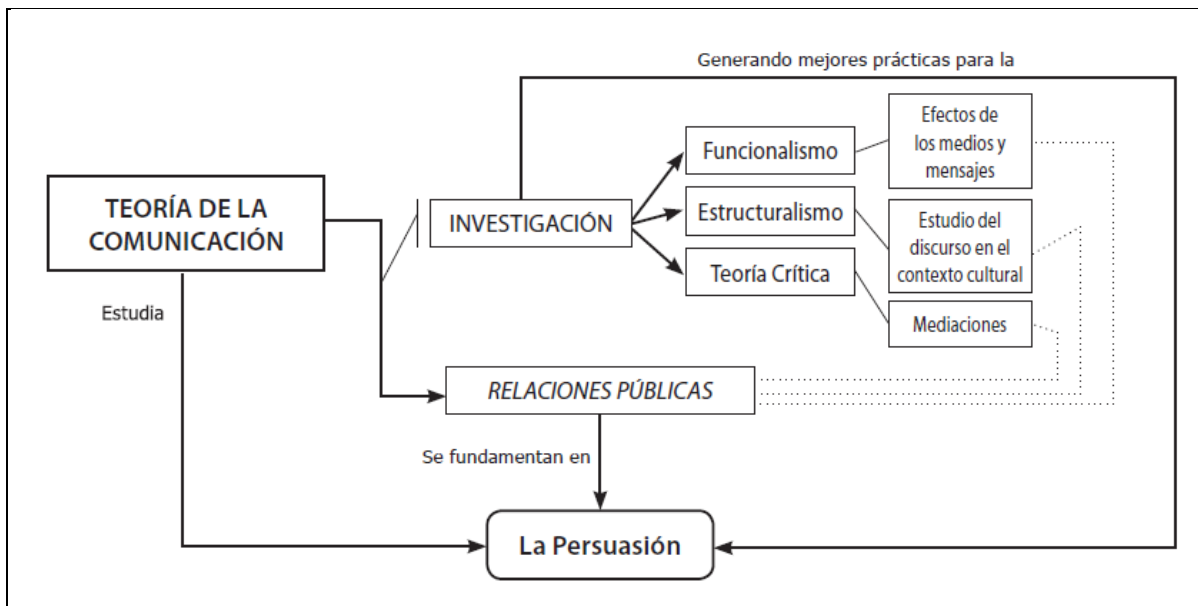 Generando mejores prácticas para la
Efectos de
los medios y
mensajes
Funcionalismo
TEORÍA DE LA
COMUNICACIÓN
INVESTIGACIÓN
Estructuralismo
Estudio del
discurso en el
contexto cultural
Teoría Crítica
Estudia
Mediaciones
RELACIONES PÚBLICAS
Se fundamentan en
La Persuasión